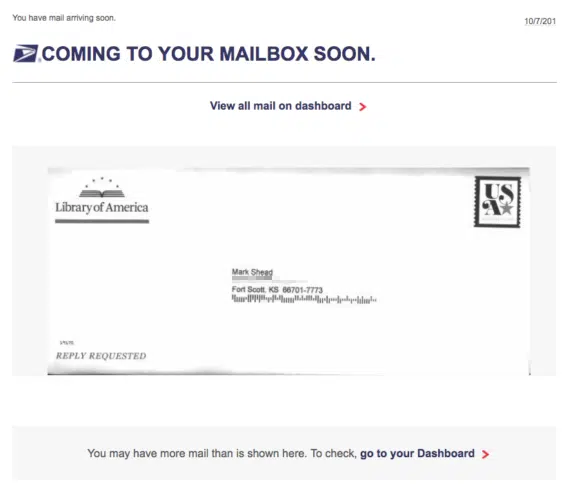 You have mail arriving soon.
10/7/201
COMING TO YOUR MAILBOX SOON.
View all mail on dashboard
Library of America
USA
Mark Shead
Fort Scott, KS 66701-7773
REPLY REQUESTED
You may have more mail than is shown here. To check, go to your Dashboard